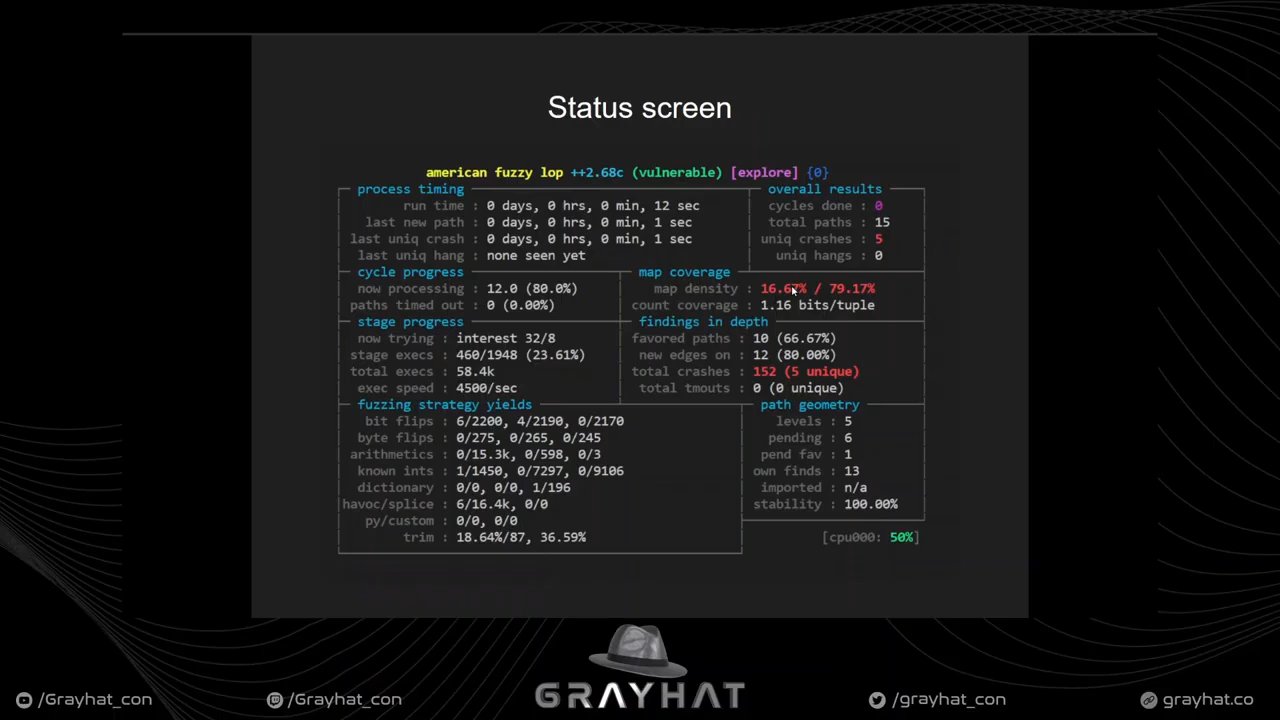 Status screen
american fuzzy lop ++2.68c (vulnerable) [explore] {0}
process timing
run time : 0 days, 0 hrs, 0 min, 12 sec
last new path : 0 days, 0 hrs, 0 min, 1 sec
last uniq crash : 0 days, 0 hrs, 0 min, 1 sec
last uniq hang : none seen yet
overall results
cycles done : 0
total paths : 15
uniq crashes : 5
uniq hangs : 0
cycle progress
now processing : 12.0 (80.0%)
paths timed out : 0 (0.00%)
map coverage
map density : 16.67% / 79.17%
count coverage : 1.16 bits/tuple
stage progress
now trying : interest 32/8
stage execs : 460/1948 (23.61%)
total execs : 58.4k
exec speed : 4500/sec
findings in depth
favored paths : 10 (66.67%)
new edges on : 12 (80.00%)
total crashes : 152 (5 unique)
total tmouts : 0 (0 unique)
fuzzing strategy yields
bit flips : 6/2200, 4/2190, 0/2170
byte flips : 0/275, 0/265, 0/245
arithmetics : 0/15.3k, 0/598, 0/3
known ints : 1/1450, 0/7297, 0/9106
dictionary : 0/0, 0/0, 1/196
havoc/splice : 6/16.4k, 0/0
py/custom : 0/0, 0/0
trim : 18.64%/87, 36.59%
path geometry
levels : 5
pending : 6
pend fav : 1
own finds : 13
imported : n/a
stability : 100.00%
[cpu000: 50%]
GRAYHAT
/Grayhat_con
/Grayhat_con
/grayhat_con
grayhat.co